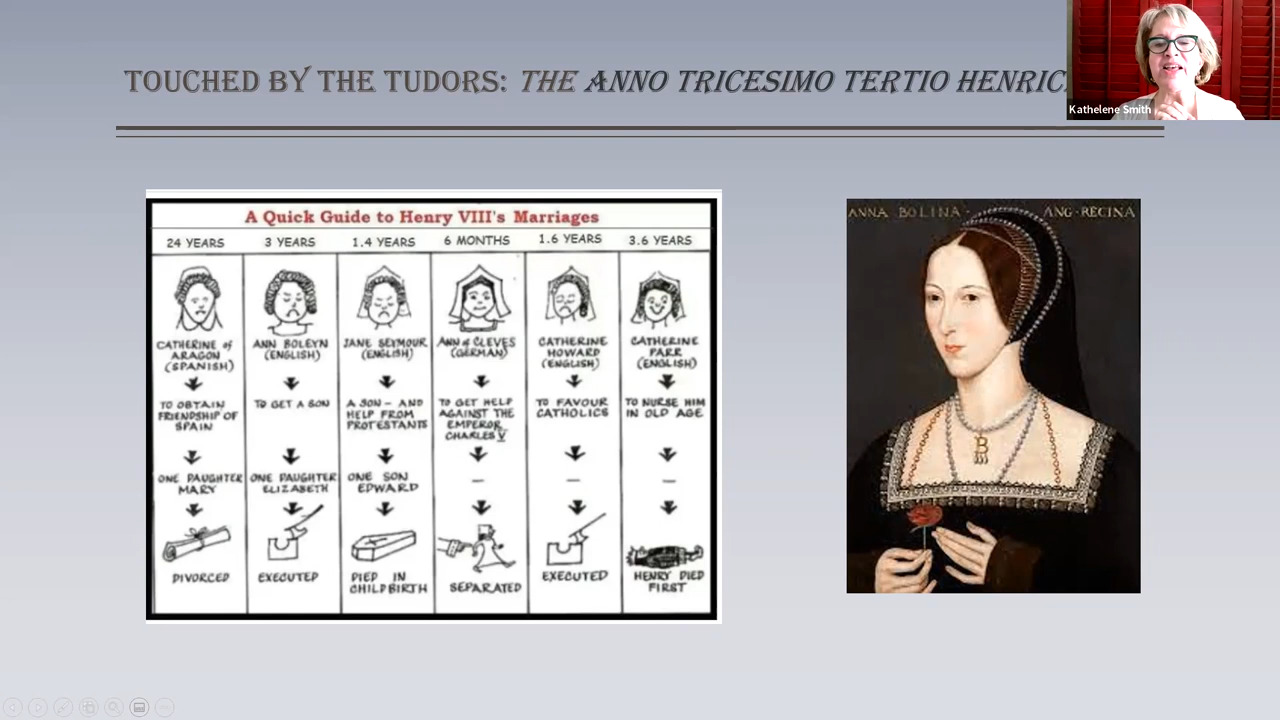 TOUCHED BY THE TUDORS: THE ANNO TRICESIMO TERTIO HENRIC
Kathelene Smith
A Quick Guide to Henry VIII's Marriages
24 YEARS 3 YEARS 1.4 YEARS 6 MONTHS 1.6 YEARS 3.6 YEARS
CATHERINE of
ARAGON
(SPANISH)
TO OBTAIN
FRIENDSHIP OF
SPAIN
ONE DAUGHTER
MARY
DIVORCED
ANN BOLEYN
(ENGLISH)
TO GET A SON
ONE DAUGHTER
ELIZABETH
EXECUTED
JANE SEYMOUR
(ENGLISH)
A SON - AND
HELP FROM
PROTESTANTS
ONE SON
EDWARD
DIED IN
CHILDBIRTH
ANN of CLEVES
(GERMAN)
TO GET HELP
AGAINST THE
EMPEROR
CHARLES V
–
SEPARATED
CATHERINE
HOWARD
(ENGLISH)
TO FAVOUR
CATHOLICS
–
EXECUTED
CATHERINE
PARR
(ENGLISH)
TO NURSE HIM
IN OLD AGE
–
HENRY DIED
FIRST
ANNA BOLINA ANG·REGINA
B